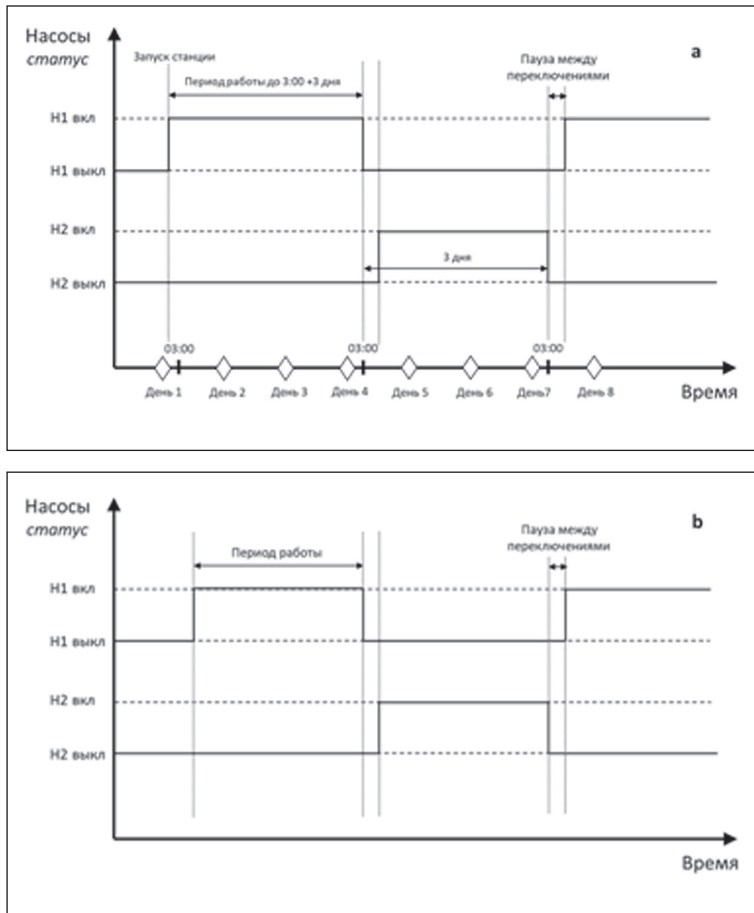 Насосы
статус
Запуск станции
а
Пауза между
переключениями
Период работы до 3:00 +3 дня
Н1 вкл
Н1 выкл
Н2 вкл
3 дня
Н2 выкл
03:00
03:00
03:00
День 1
День 2
День 3
День 4
День 5
День 6
День7
День 8
Время
Насосы
статус
b
Пауза между
переключениями
Период работы
Н1 вкл
Н1 выкл
Н2 вкл
Н2 выкл
Время